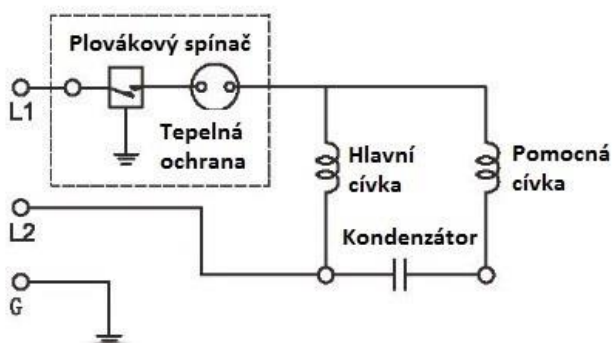 Plovákový spínač
L1
Tepelná
ochrana
Hlavní
cívka
Pomocná
cívka
L2
Kondenzátor
G